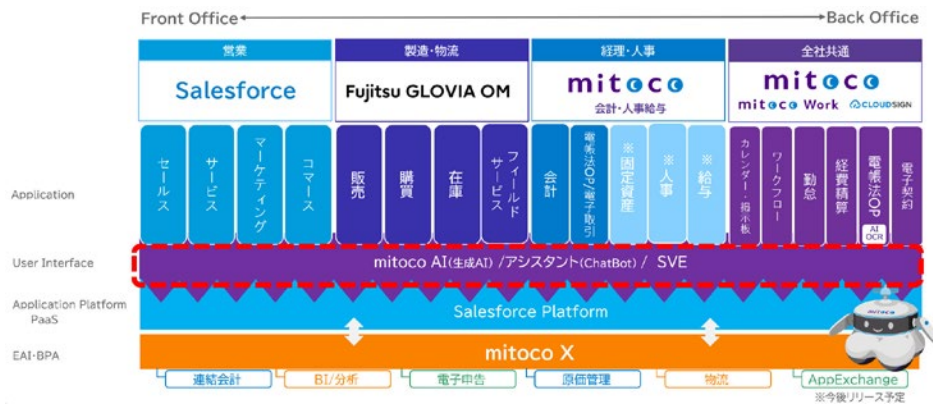 Front Office
Back Office
営業
製造・物流
経理・人事
全社共通
Salesforce
Fujitsu GLOVIA OM
mitoco
会計・人事給与
mitoco
mitoco Work
CLOUDSIGN
Application
セールス
サービス
マーケティング
コマース
販売
購買
在庫
フィールドサービス
会計
電帳法OP/電子取引
※固定資産
※人事
※給与
カレンダー・掲示板
ワークフロー
勤怠
経費精算
電帳法OP
AI
OCR
電子契約
User Interface
mitoco AI(生成AI) /アシスタント(ChatBot) / SVE
Application Platform
PaaS
Salesforce Platform
mitoco
EAI・BPA
mitoco X
連結会計
BI/分析
電子申告
原価管理
物流
AppExchange
※今後リリース予定